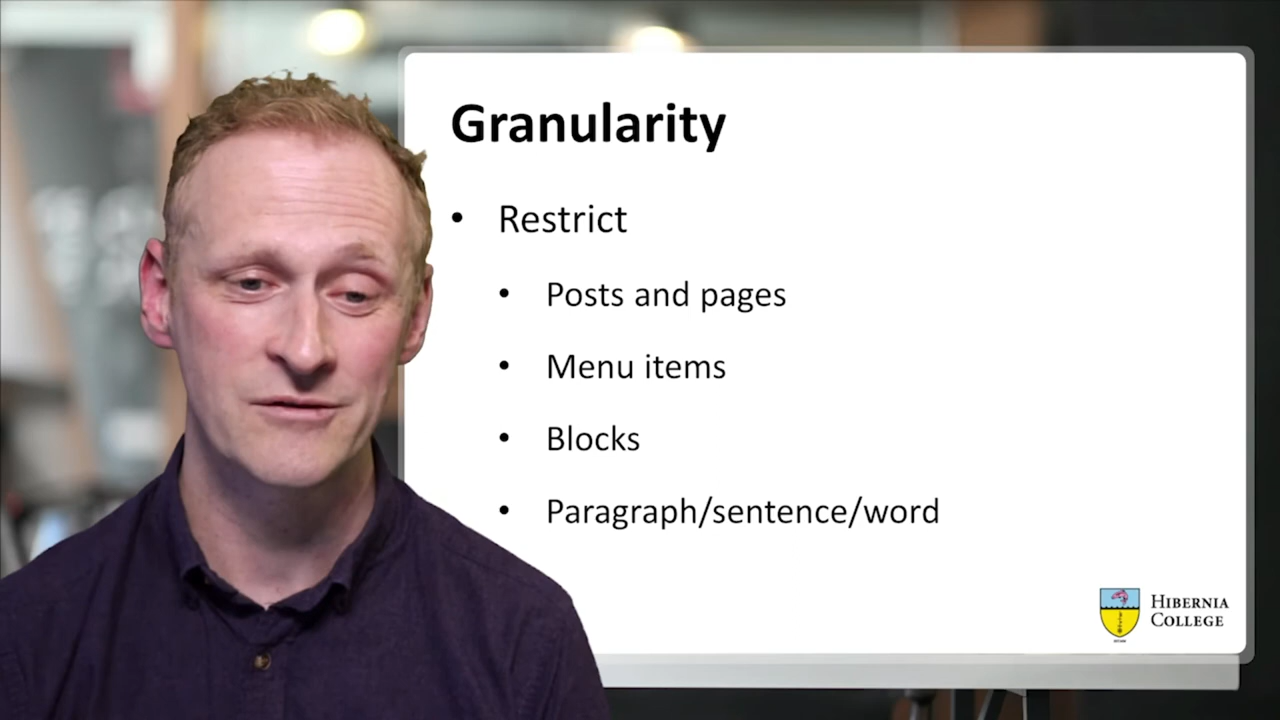 Granularity
• Restrict
• Posts and pages
• Menu items
• Blocks
• Paragraph/sentence/word
HIBERNIA
COLLEGE